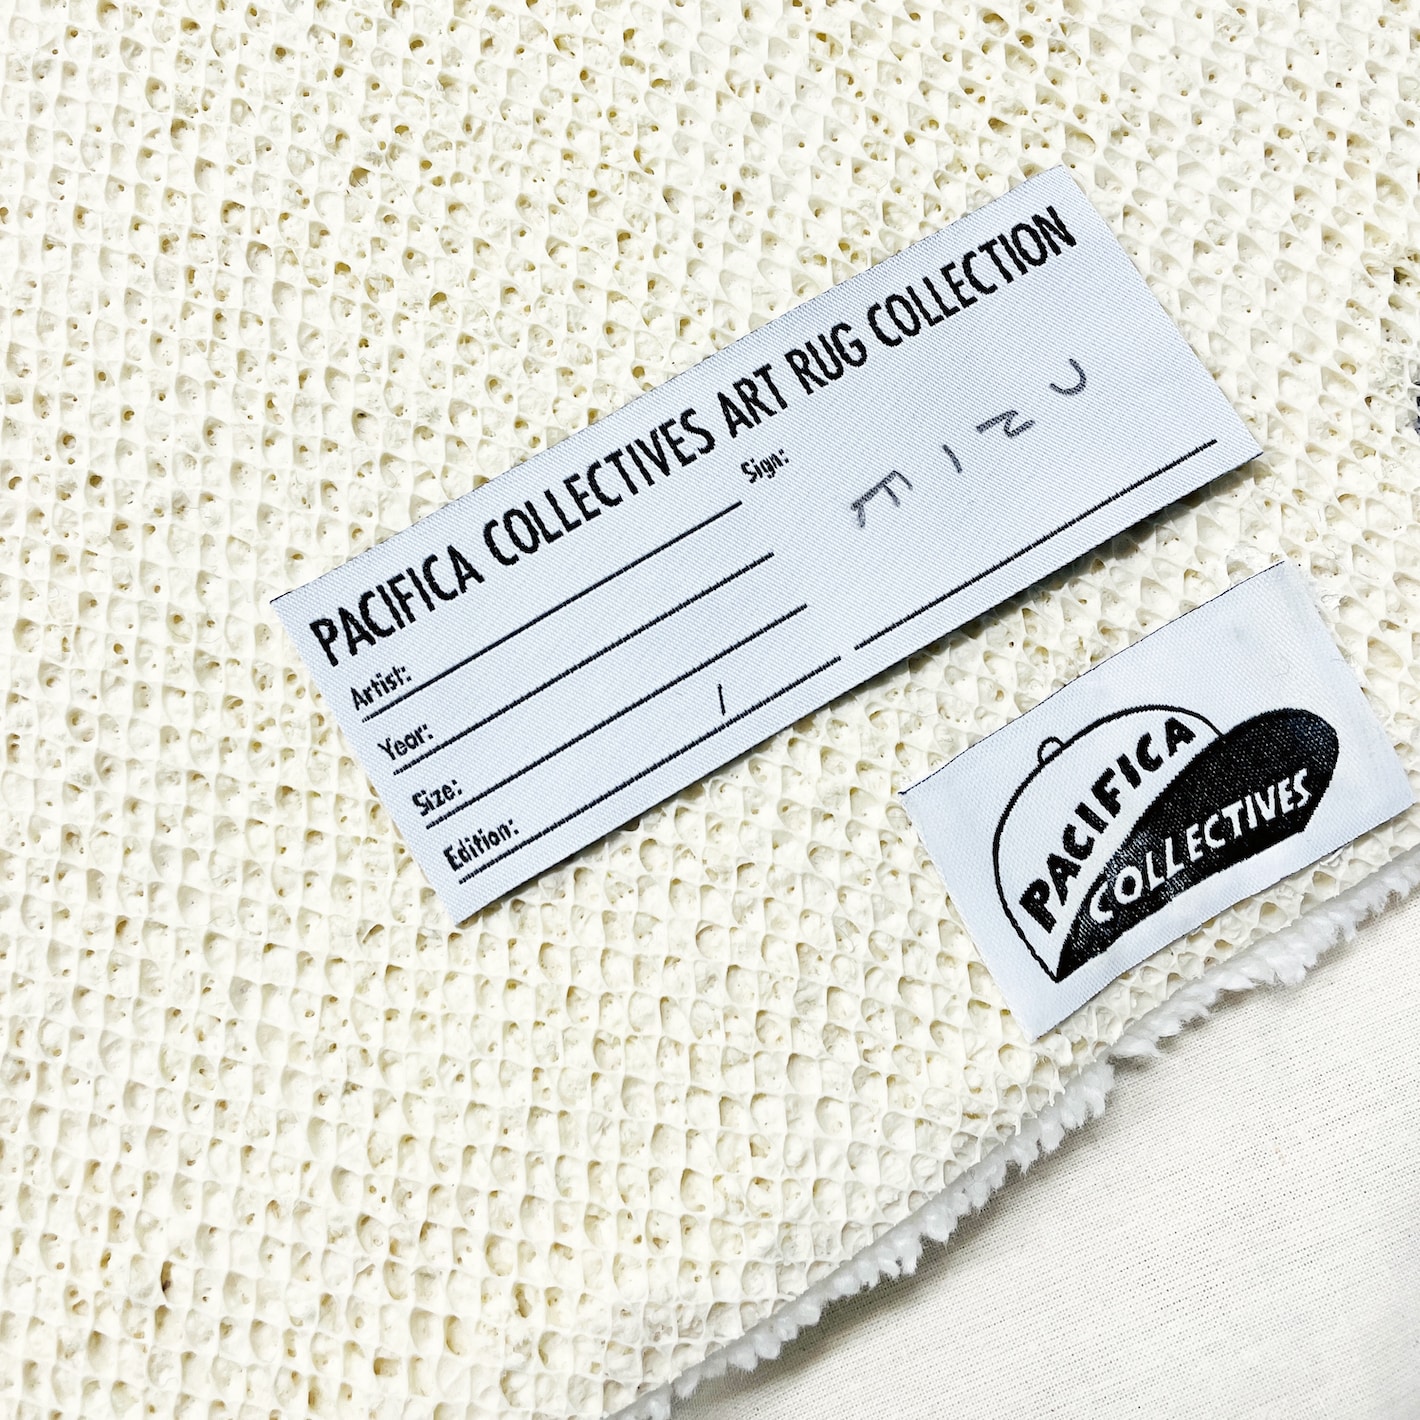 PACIFICA COLLECTIVES ART RUG COLLECTION
Artist:
Year:
Size:
Edition: /
Sign:
PACIFICA
COLLECTIVES